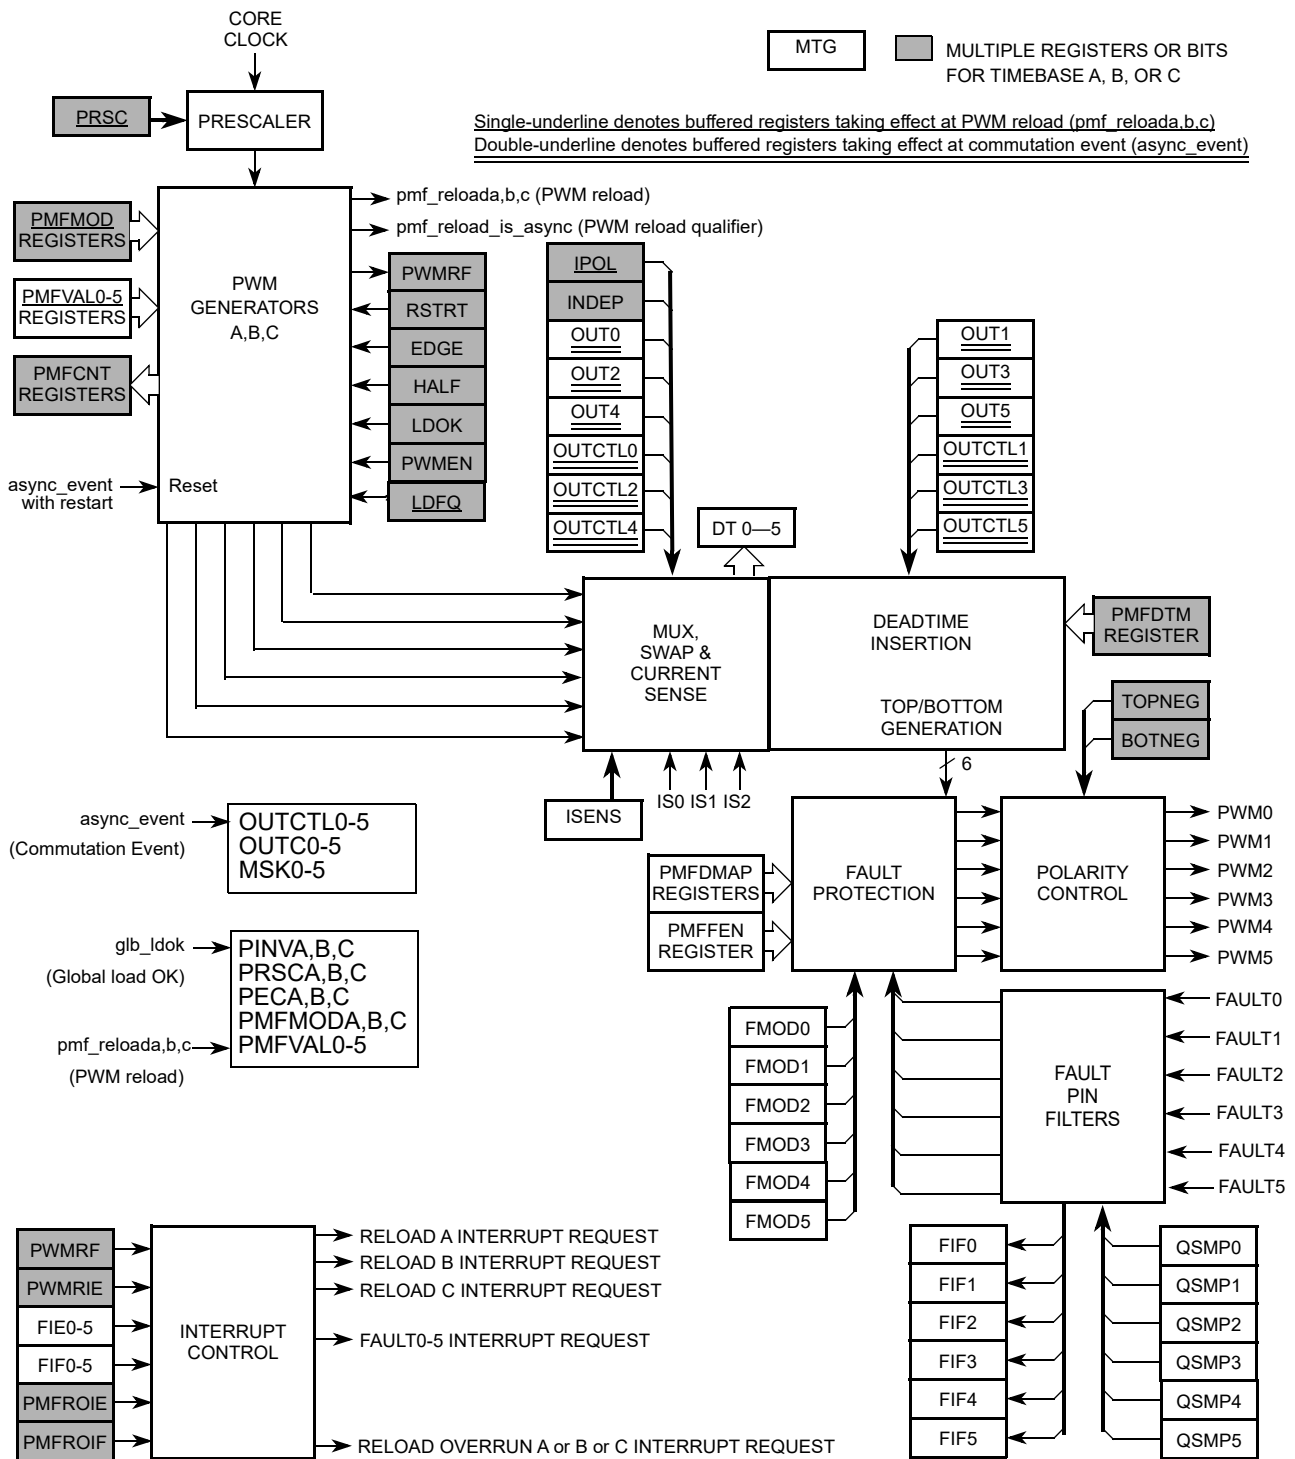 CORE
CLOCK
MTG
MULTIPLE REGISTERS OR BITS
FOR TIMEBASE A, B, OR C
PRSC
PRESCALER
Single-underline denotes buffered registers taking effect at PWM reload (pmf_reloada,b,c)
Double-underline denotes buffered registers taking effect at commutation event (async_event)
PMFMOD
REGISTERS
PMFVAL0-5
REGISTERS
PMFCNT
REGISTERS
async_event
with restart
Reset
PWM
GENERATORS
A,B,C
pmf_reloada,b,c (PWM reload)
pmf_reload_is_async (PWM reload qualifier)
PWMRF
RSTRT
EDGE
HALF
LDOK
PWMEN
LDFQ
IPOL
INDEP
OUT0
OUT2
OUT4
OUTCTL0
OUTCTL2
OUTCTL4
DT 0—5
OUT1
OUT3
OUT5
OUTCTL1
OUTCTL3
OUTCTL5
MUX,
SWAP &
CURRENT
SENSE
DEADTIME
INSERTION
TOP/BOTTOM
GENERATION
PMFDTM
REGISTER
TOPNEG
BOTNEG
6
ISENS
IS0 IS1 IS2
async_event
(Commutation Event)
OUTCTL0-5
OUTC0-5
MSK0-5
glb_ldok
(Global load OK)
pmf_reloada,b,c
(PWM reload)
PINVA,B,C
PRSCA,B,C
PECA,B,C
PMFMODA,B,C
PMFVAL0-5
PMFDMAP
REGISTERS
PMFFEN
REGISTER
FAULT
PROTECTION
POLARITY
CONTROL
PWM0
PWM1
PWM2
PWM3
PWM4
PWM5
FMOD0
FMOD1
FMOD2
FMOD3
FMOD4
FMOD5
FAULT
PIN
FILTERS
FAULT0
FAULT1
FAULT2
FAULT3
FAULT4
FAULT5
FIF0
FIF1
FIF2
FIF3
FIF4
FIF5
QSMP0
QSMP1
QSMP2
QSMP3
QSMP4
QSMP5
PWMRF
PWMRIE
FIE0-5
FIF0-5
PMFROIE
PMFROIF
INTERRUPT
CONTROL
RELOAD A INTERRUPT REQUEST
RELOAD B INTERRUPT REQUEST
RELOAD C INTERRUPT REQUEST
FAULT0-5 INTERRUPT REQUEST
RELOAD OVERRUN A or B or C INTERRUPT REQUEST